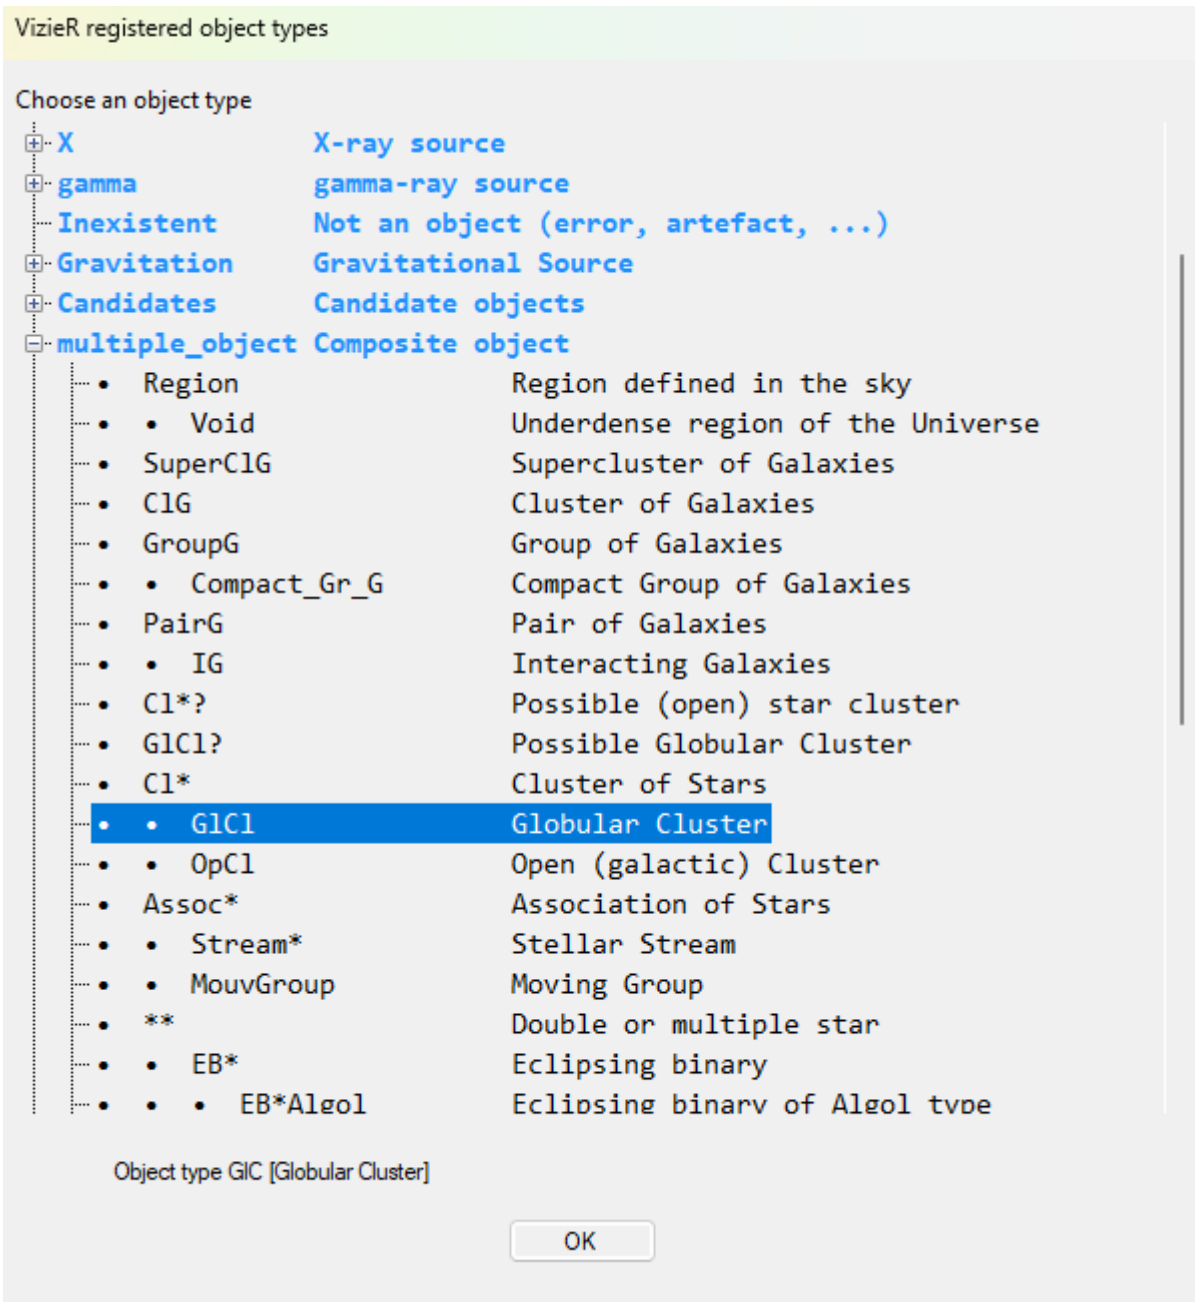 VizieR registered object types
Choose an object type
X X-ray source
gamma gamma-ray source
Inexistent Not an object (error, artefact, ...)
Gravitation Gravitational Source
Candidates Candidate objects
multiple_object Composite object
• Region Region defined in the sky
• • Void Underdense region of the Universe
• SuperClG Supercluster of Galaxies
• ClG Cluster of Galaxies
• GroupG Group of Galaxies
• • Compact_Gr_G Compact Group of Galaxies
• PairG Pair of Galaxies
• • IG Interacting Galaxies
• Cl*? Possible (open) star cluster
• GlCl? Possible Globular Cluster
• Cl* Cluster of Stars
• • GlCl Globular Cluster
• • OpCl Open (galactic) Cluster
• Assoc* Association of Stars
• • Stream* Stellar Stream
• • MouvGroup Moving Group
• ** Double or multiple star
• • EB* Eclipsing binary
• • • EB*Algol Eclipsing binary of Algol type
Object type GlC [Globular Cluster]
OK